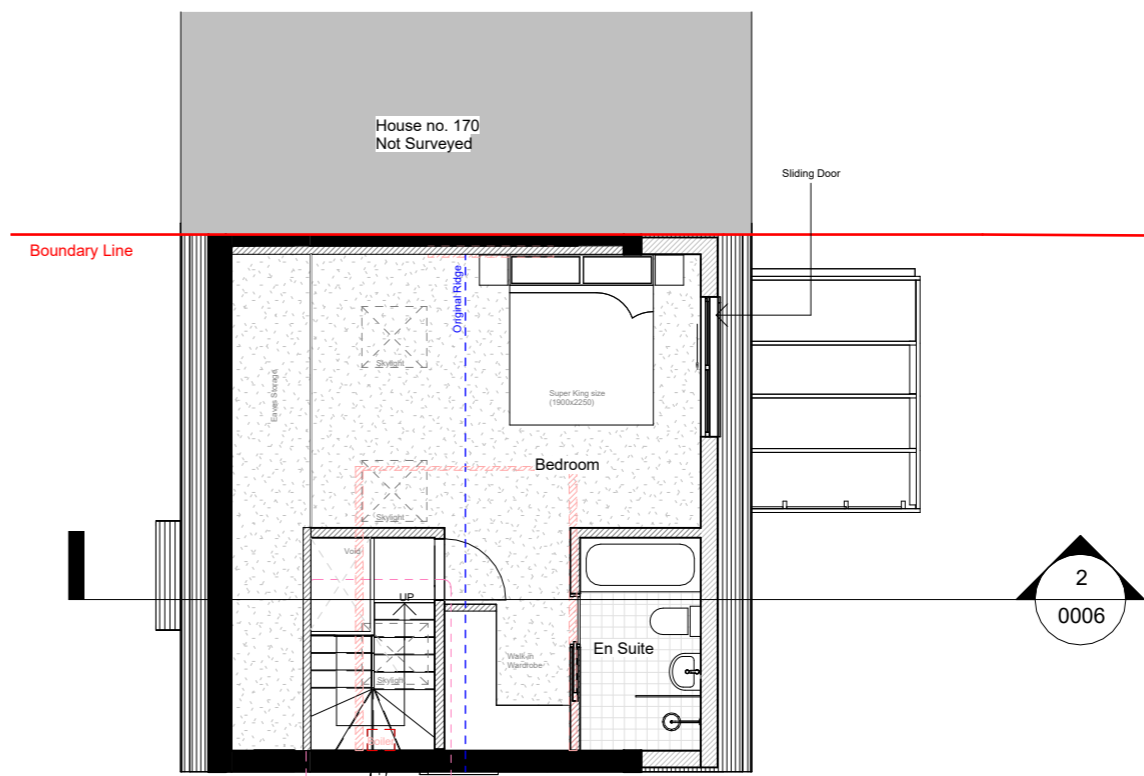 House no. 170
Not Surveyed
Sliding Door
Boundary Line
Original Ridge
Skylight
Eaves Storage
Super King size
(1900x2250)
Bedroom
Skylight
Void
UP
2
0006
En Suite
Walk-in
Wardrobe
Skylight
Boiler